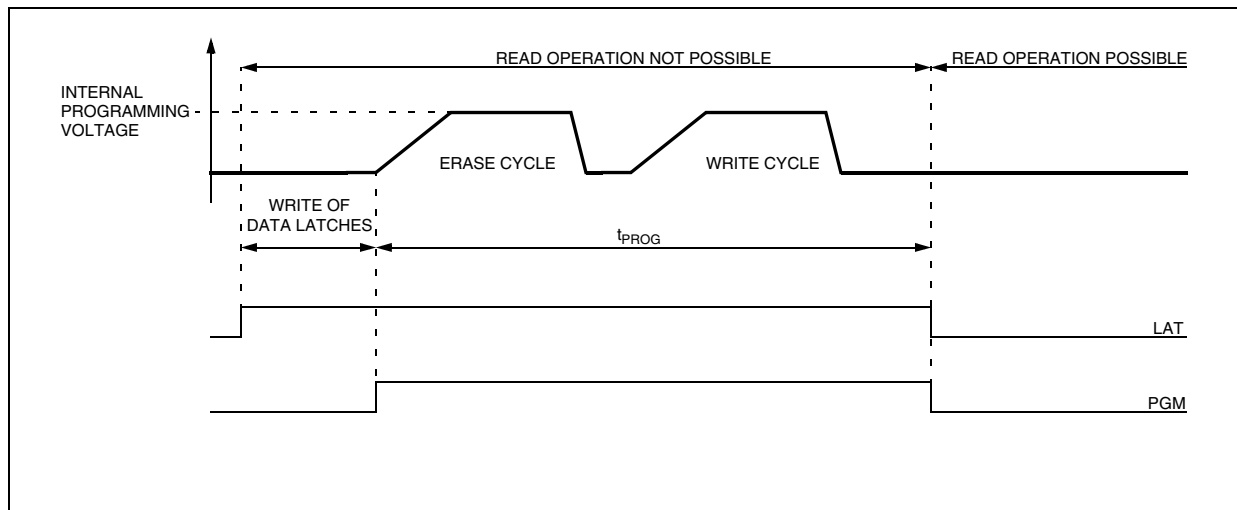 READ OPERATION NOT POSSIBLE
READ OPERATION POSSIBLE
INTERNAL
PROGRAMMING
VOLTAGE
ERASE CYCLE
WRITE CYCLE
WRITE OF
DATA LATCHES
tPROG
LAT
PGM